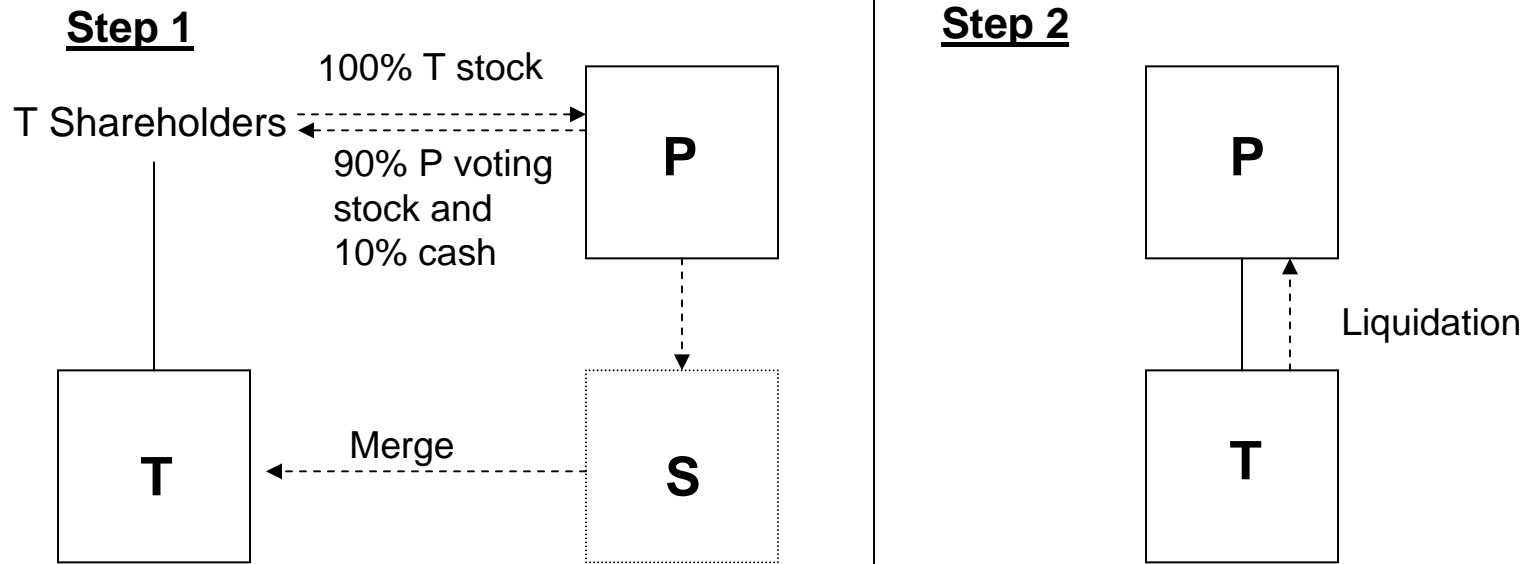 Step 1
100% T stock
T Shareholders
P
90% P voting
stock and
10% cash
Merge
T
S
Step 2
P
Liquidation
T